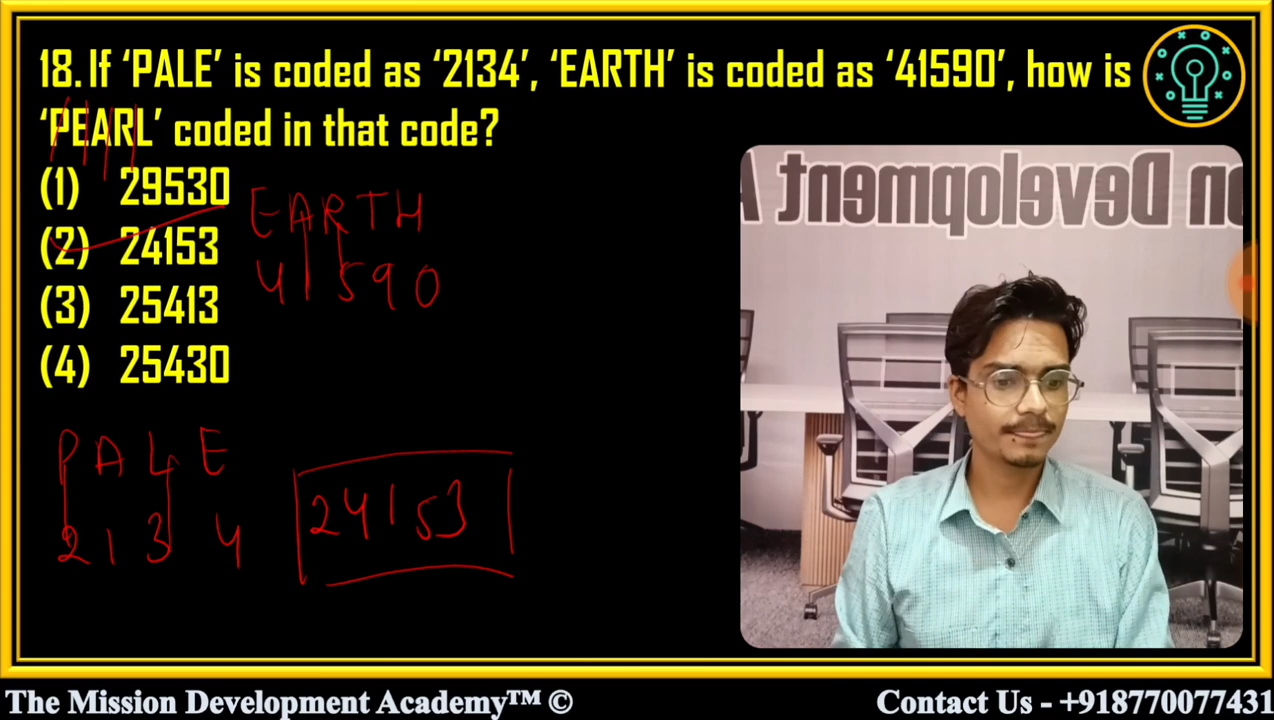 18. If ‘PALE’ is coded as ‘2134’, ‘EARTH’ is coded as ‘41590’, how is
‘PEARL’ coded in that code?
(1) 29530
(2) 24153
(3) 25413
(4) 25430
EARTH
41590
PALE
2134
24153
n Development A
The Mission Development Academy™ ©
Contact Us - +918770077431